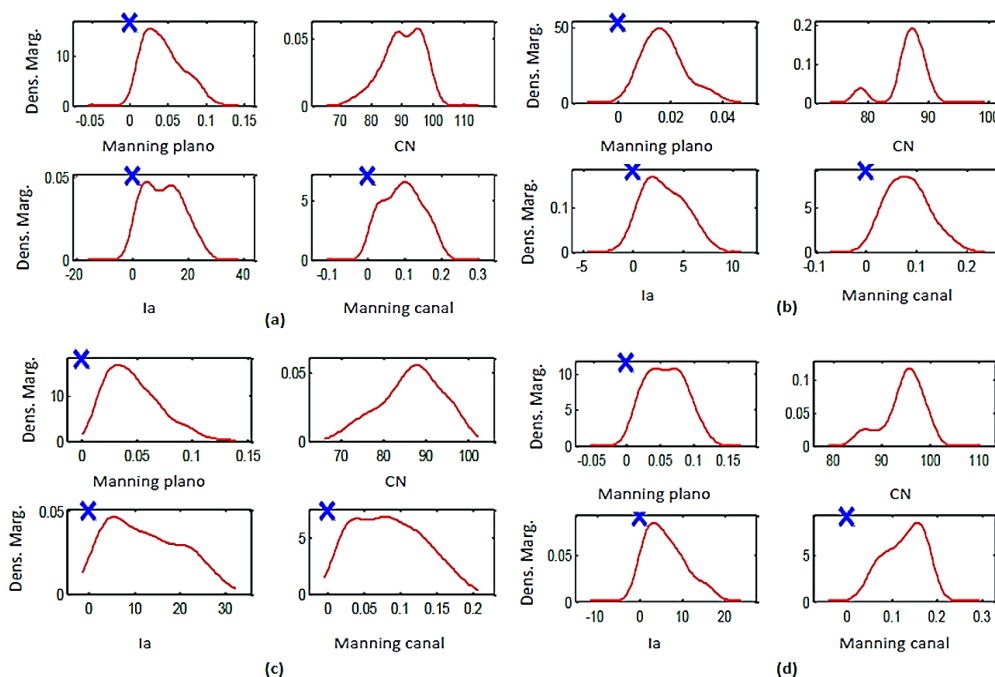 Dens. Marg.
10
0
-0.05 0 0.05 0.1 0.15
Manning plano
0.05
0
70 80 90 100 110
CN
Dens. Marg.
0.05
0
-20 0 20 40
Ia
5
0
-0.1 0 0.1 0.2 0.3
Manning canal
(a)
Dens. Marg.
50
0
0 0.02 0.04
Manning plano
0.2
0.1
0
80 90 100
CN
Dens. Marg.
0.1
0
-5 0 5 10
Ia
5
0
-0.1 0 0.1 0.2
Manning canal
(b)
Dens. Marg.
10
0
0 0.05 0.1 0.15
Manning plano
0.05
0
70 80 90 100
CN
Dens. Marg.
0.05
0
0 10 20 30
Ia
5
0
0 0.05 0.1 0.15 0.2
Manning canal
(c)
Dens. Marg.
10
5
0
-0.05 0 0.05 0.1 0.15
Manning plano
0.1
0.05
0
80 90 100 110
CN
Dens. Marg.
0.05
0
-10 0 10 20
Ia
5
0
0 0.1 0.2 0.3
Manning canal
(d)